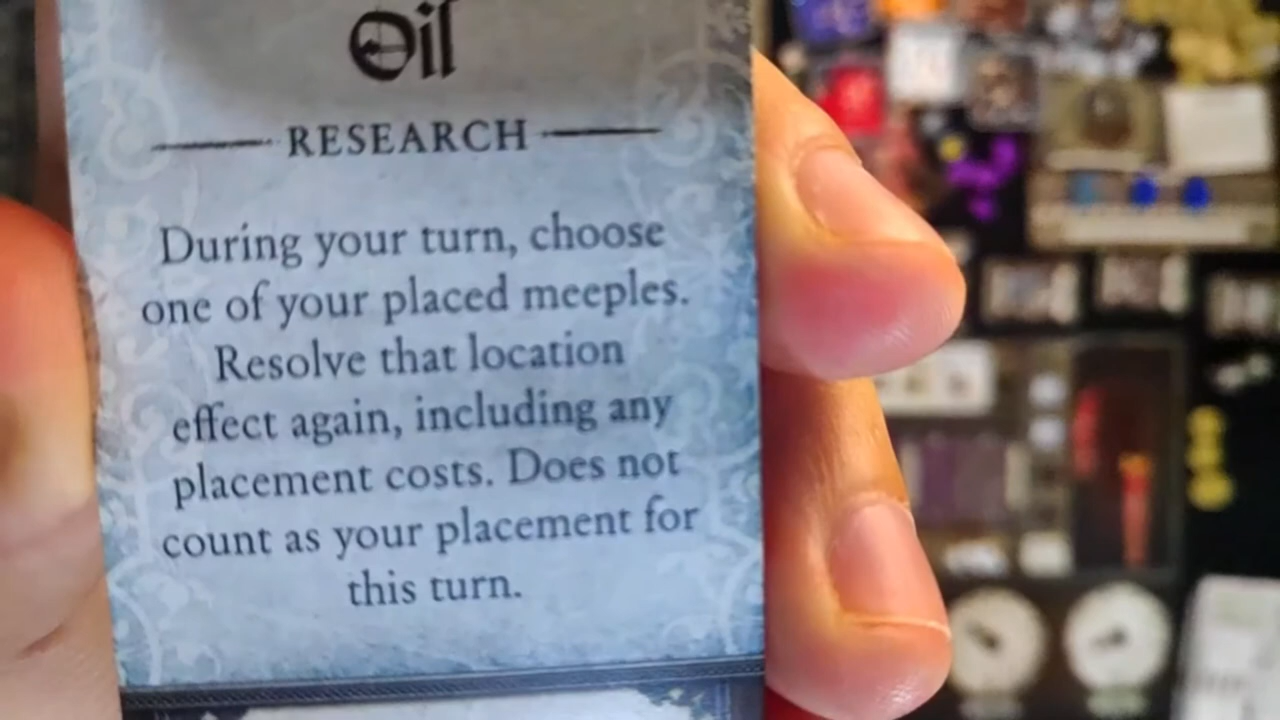 Oil
RESEARCH
During your turn, choose
one of your placed meeples.
Resolve that location
effect again, including any
placement costs. Does not
count as your placement for
this turn.